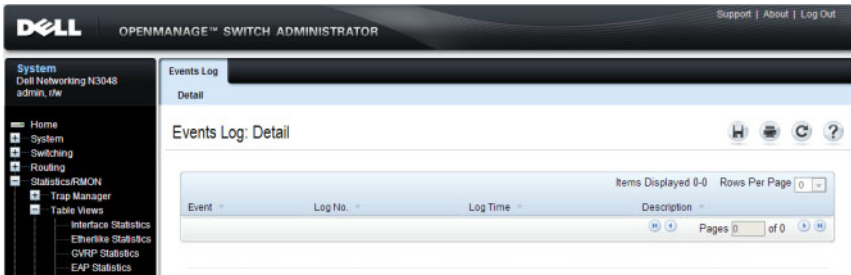 Support | About | Log Out
DELL OPENMANAGE™ SWITCH ADMINISTRATOR
System
Dell Networking N3048
admin, r/w
Home
System
Switching
Routing
Statistics/RMON
Trap Manager
Table Views
Interface Statistics
Etherlike Statistics
GVRP Statistics
EAP Statistics
Events Log
Detail
Events Log: Detail
Items Displayed 0-0 Rows Per Page 0
Event Log No. Log Time Description
Pages 0 of 0